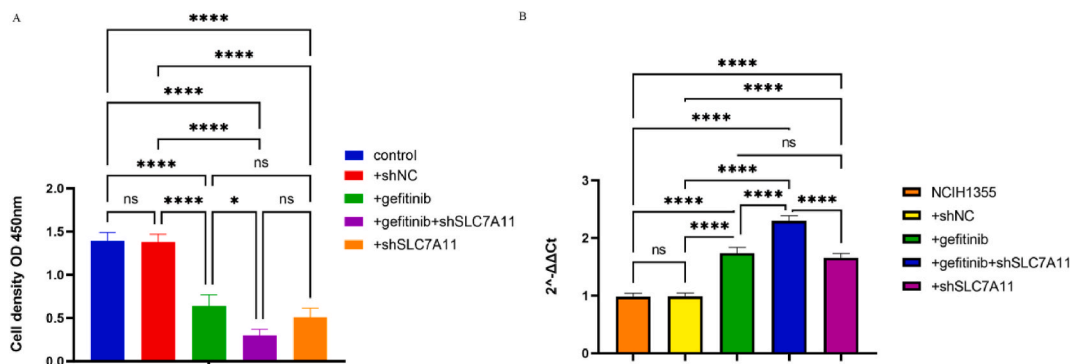 A
****
****
****
****
****
ns
ns
****
*
ns
Cell density OD 450nm
2.0
1.5
1.0
0.5
0.0
control
+shNC
+gefitinib
+gefitinib+shSLC7A11
+shSLC7A11
B
****
****
****
ns
****
****
****
****
****
ns
2^-ΔΔCt
3
2
1
0
NCIH1355
+shNC
+gefitinib
+gefitinib+shSLC7A11
+shSLC7A11